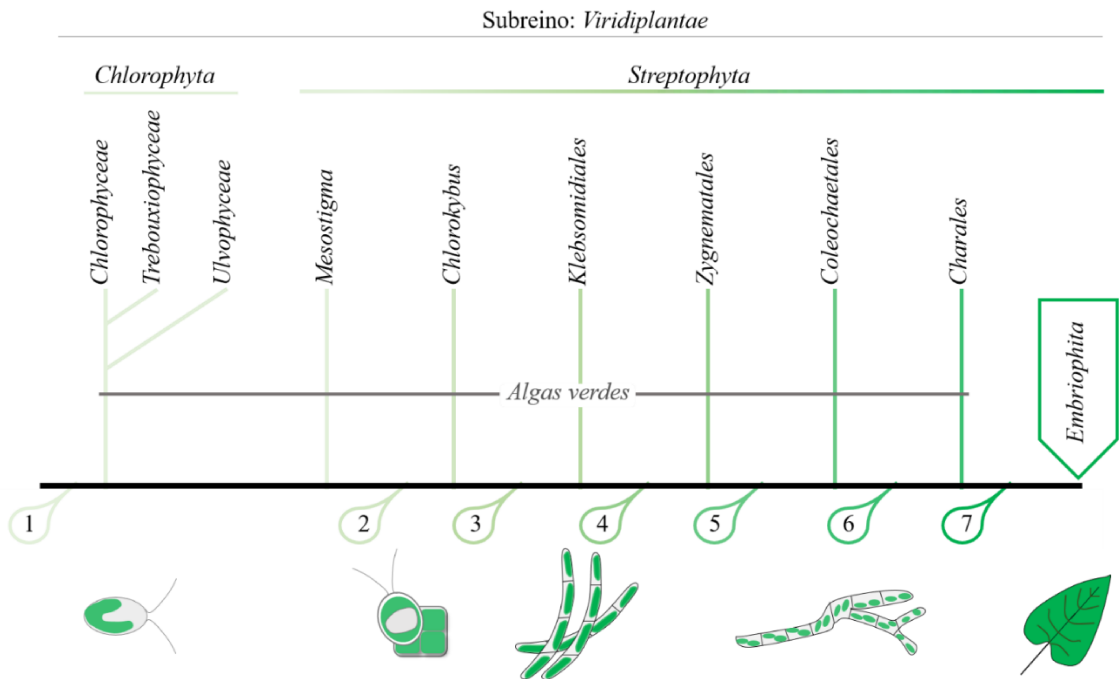 Subreino: Viridiplantae
Chlorophyta
Streptophyta
Chlorophyceae
Trebouxiophyceae
Ulvophyceae
Mesostigma
Chlorokybus
Klebsomidiales
Zygnematales
Coleochaetales
Charales
Embriophita
Algas verdes
1
2
3
4
5
6
7